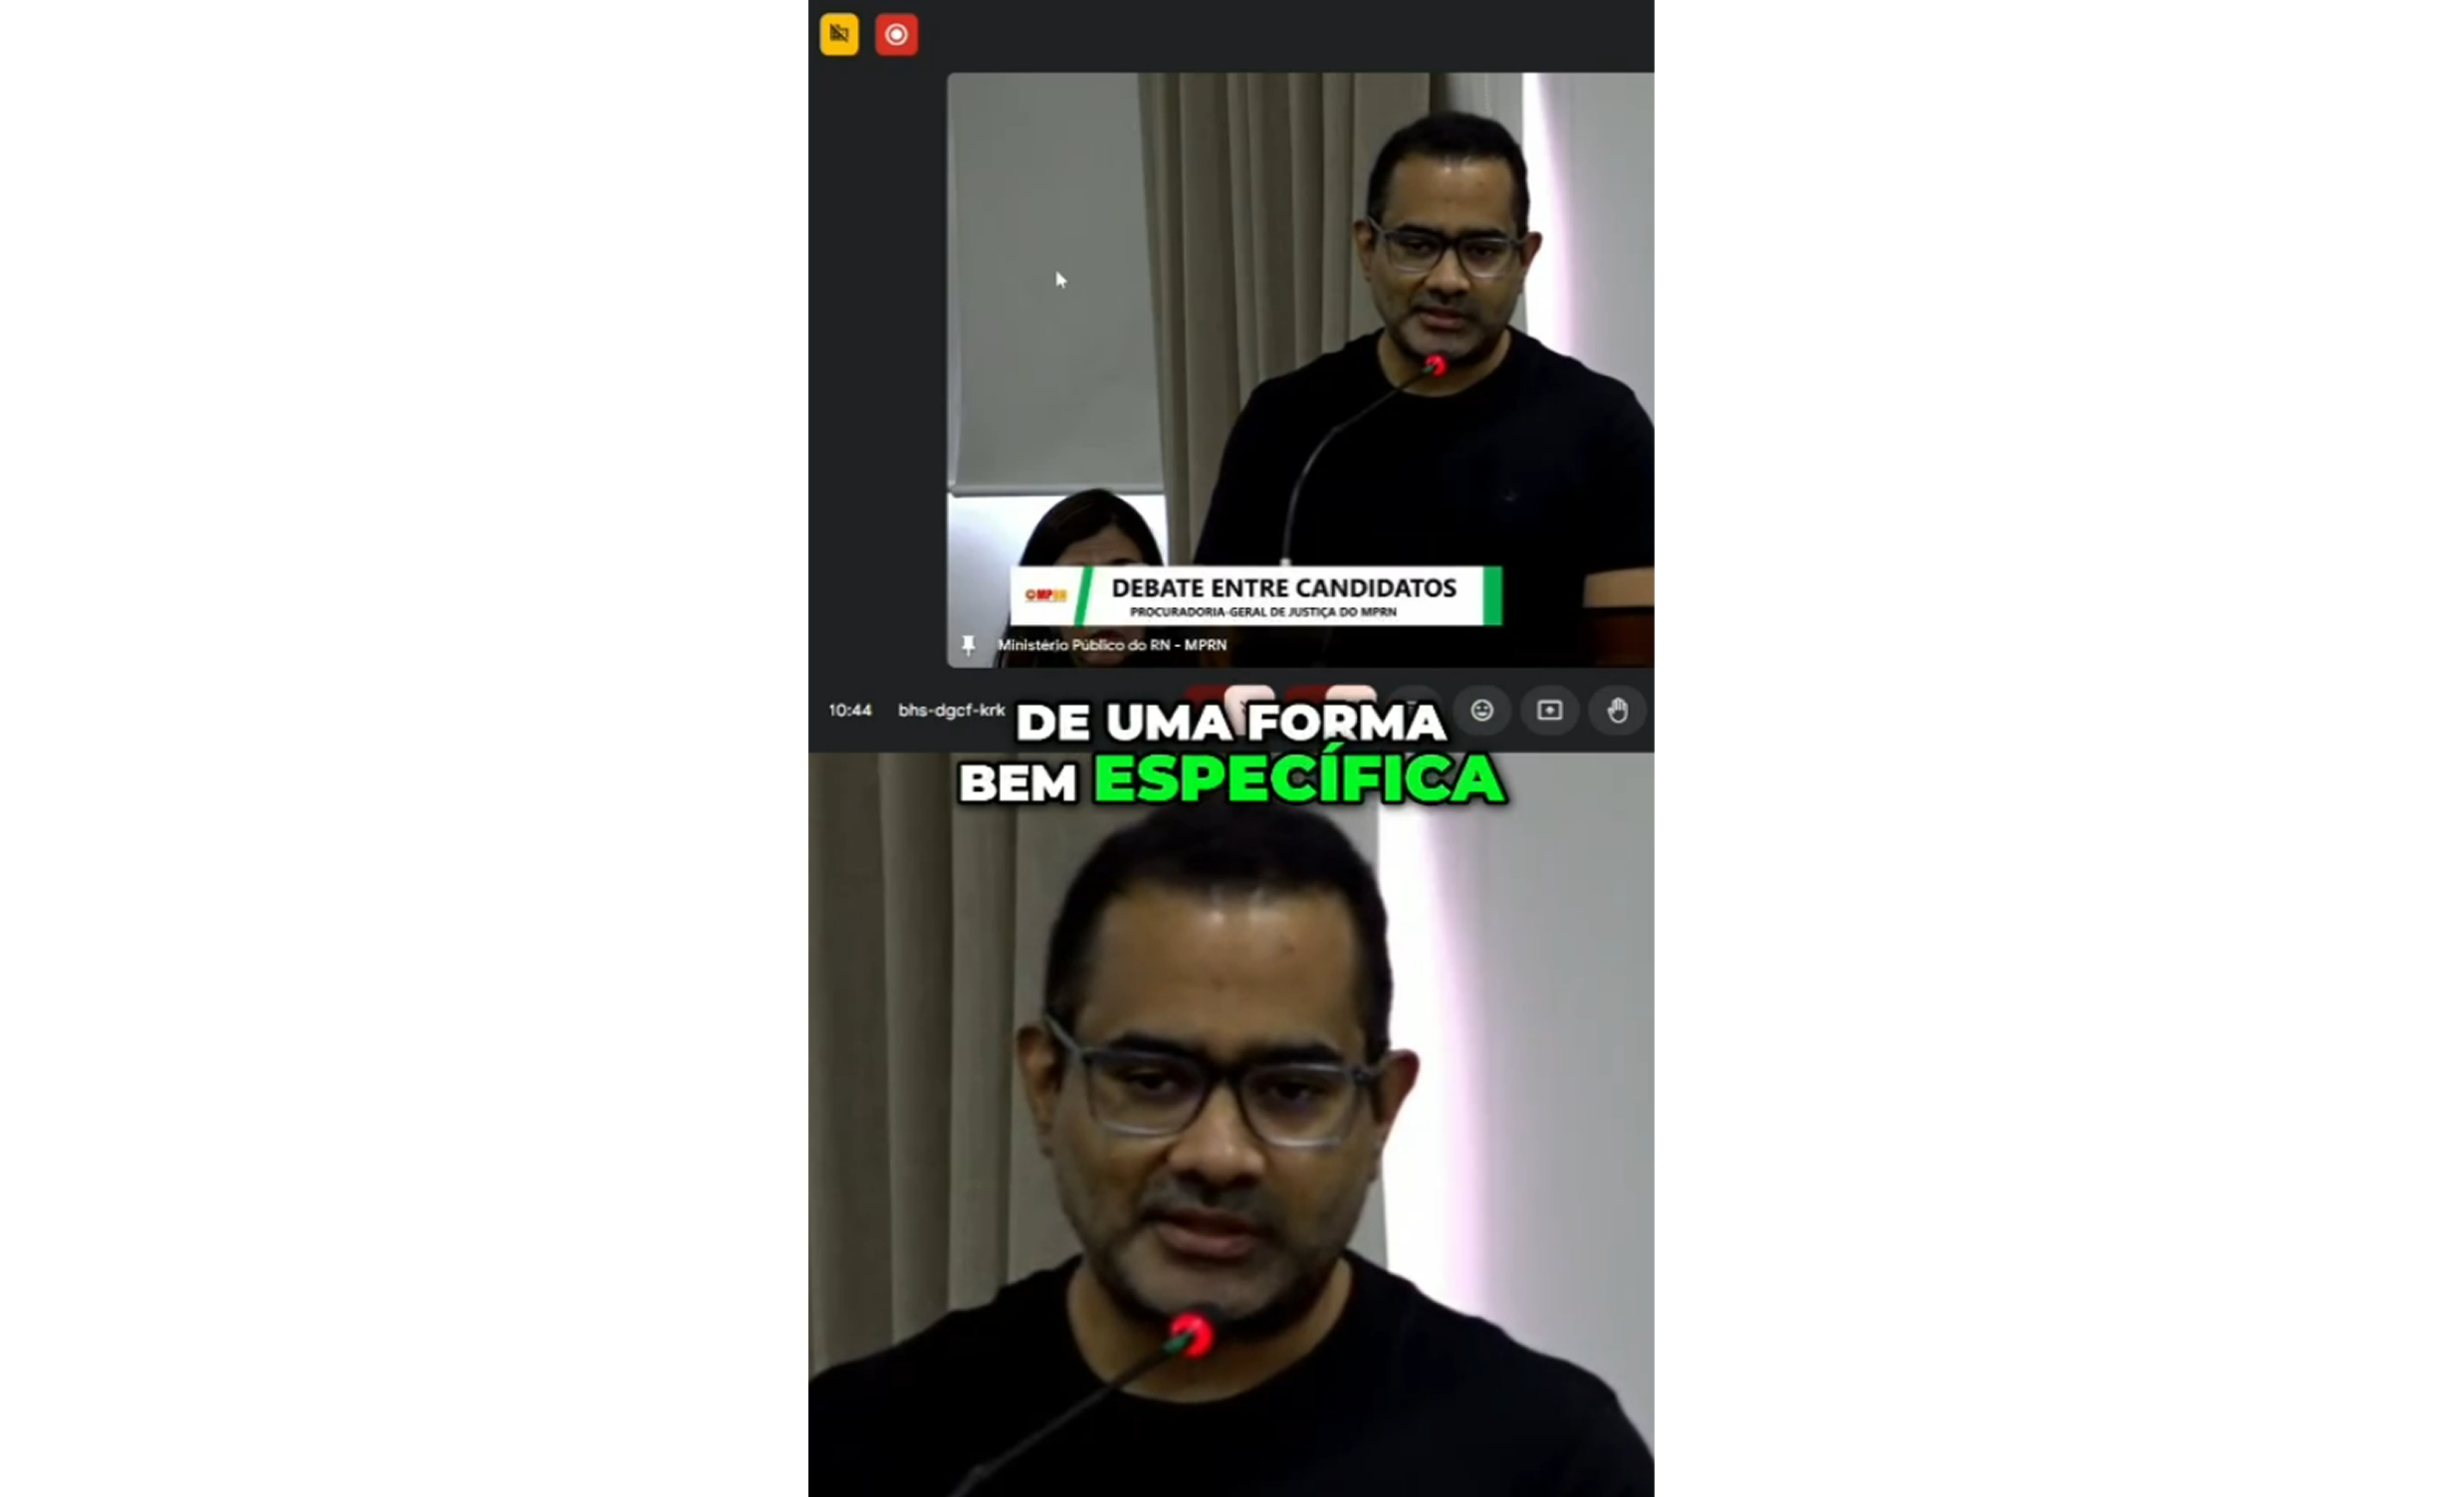 MPRN
DEBATE ENTRE CANDIDATOS
PROCURADORIA-GERAL DE JUSTIÇA DO MPRN
Ministério Público do RN - MPRN
10:44 bhs-dgcf-krk
DE UMA FORMA
BEM ESPECÍFICA